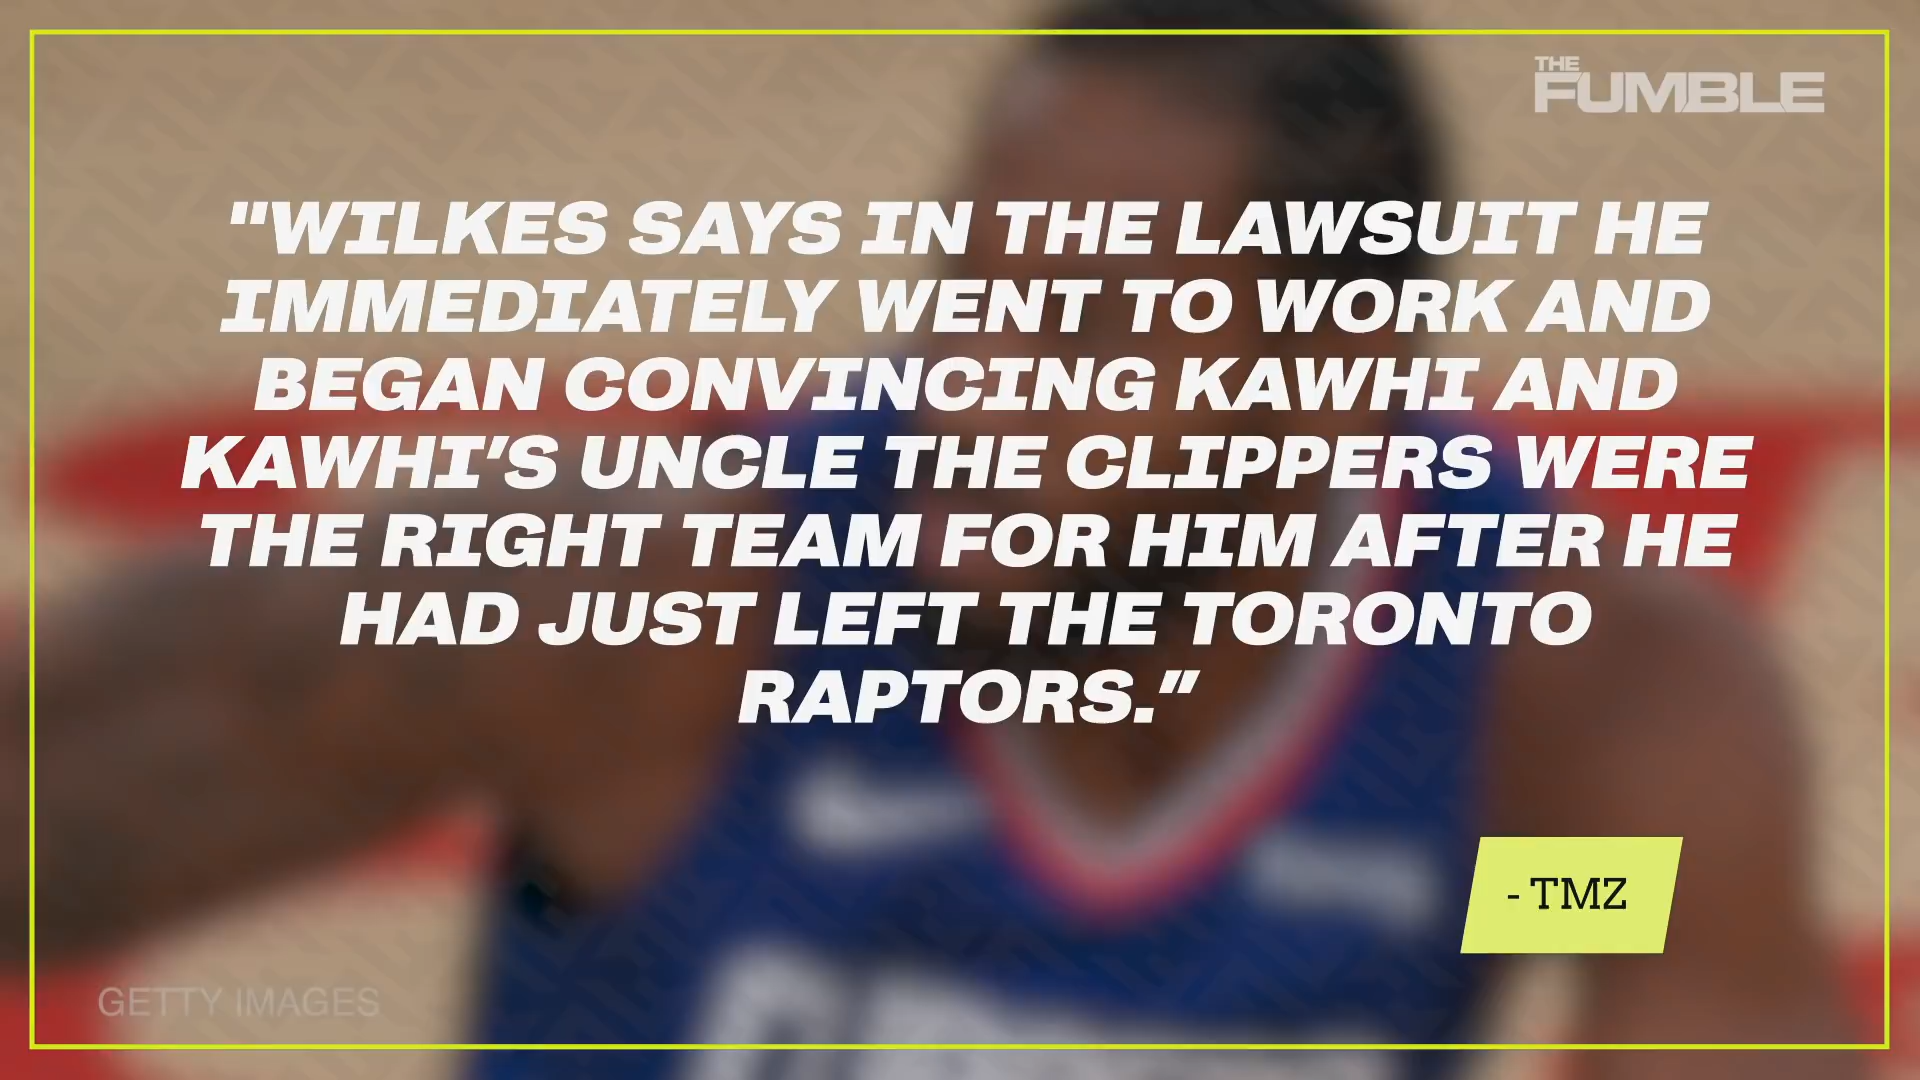 THE
FUMBLE
"WILKES SAYS IN THE LAWSUIT HE
IMMEDIATELY WENT TO WORK AND
BEGAN CONVINCING KAWHI AND
KAWHI'S UNCLE THE CLIPPERS WERE
THE RIGHT TEAM FOR HIM AFTER HE
HAD JUST LEFT THE TORONTO
RAPTORS."
- TMZ
GETTY IMAGES